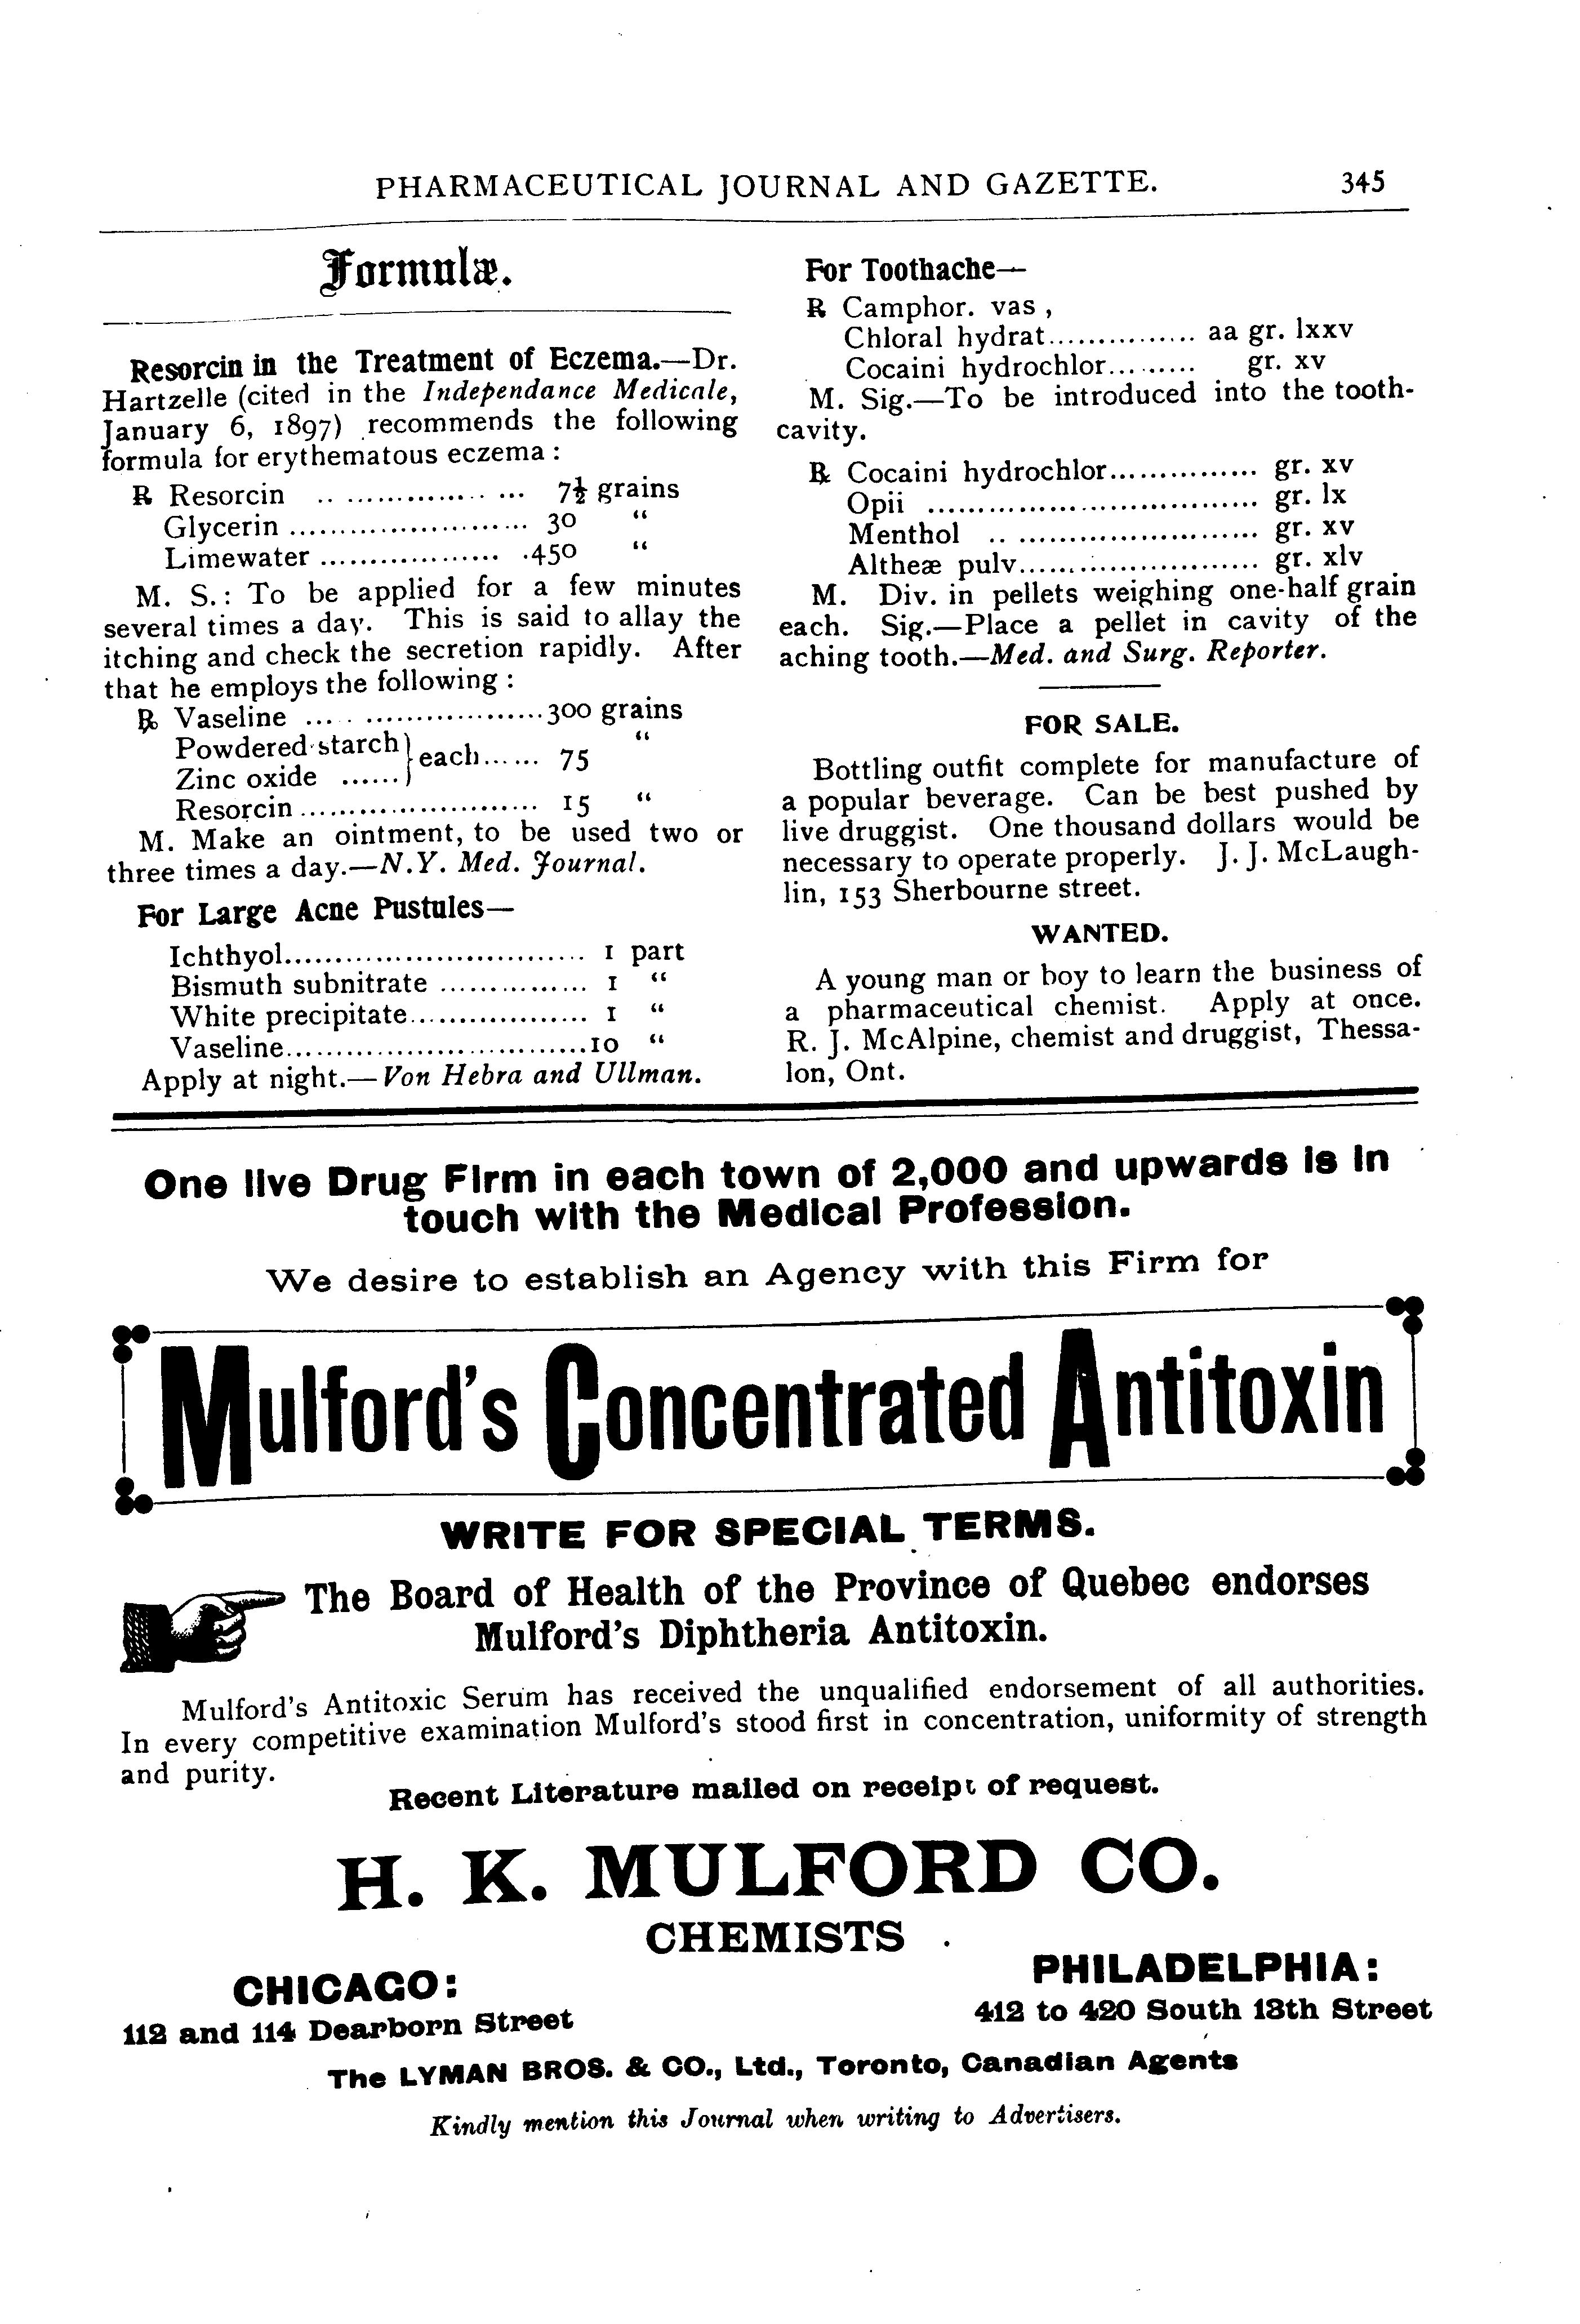 PHARMACEUTICAL JOURNAL AND GAZETTE. 345
Formulæ.
Resorcin in the Treatment of Eczema.—Dr.
Hartzelle (cited in the Independance Medicale,
January 6, 1897) recommends the following
formula for erythematous eczema :
℞ Resorcin .. .................. ... 7½ grains
Glycerin ........................ 30 “
Limewater .................. .450 “
M. S.: To be applied for a few minutes
several times a day. This is said to allay the
itching and check the secretion rapidly. After
that he employs the following :
℞ Vaseline ... . ..................300 grains
Powdered starch } each...... 75 “
Zinc oxide ......
Resorcin........................ 15 “
M. Make an ointment, to be used two or
three times a day.—N.Y. Med. Journal.
For Large Acne Pustules—
Ichthyol.............................. 1 part
Bismuth subnitrate ............... 1 “
White precipitate.................. 1 “
Vaseline..............................10 “
Apply at night.—Von Hebra and Ullman.
For Toothache—
℞ Camphor. vas ,
Chloral hydrat............... aa gr. lxxv
Cocaini hydrochlor......... gr. xv
M. Sig.—To be introduced into the tooth-
cavity.
℞ Cocaini hydrochlor............... gr. xv
Opii ................................. gr. lx
Menthol .. ........................ gr. xv
Altheæ pulv........................ gr. xlv
M. Div. in pellets weighing one-half grain
each. Sig.—Place a pellet in cavity of the
aching tooth.—Med. and Surg. Reporter.
FOR SALE.
Bottling outfit complete for manufacture of
a popular beverage. Can be best pushed by
live druggist. One thousand dollars would be
necessary to operate properly. J. J. McLaugh-
lin, 153 Sherbourne street.
WANTED.
A young man or boy to learn the business of
a pharmaceutical chemist. Apply at once.
R. J. McAlpine, chemist and druggist, Thessa-
lon, Ont.
One live Drug Firm in each town of 2,000 and upwards is in
touch with the Medical Profession.
We desire to establish an Agency with this Firm for
Mulford's Concentrated Antitoxin
WRITE FOR SPECIAL TERMS.
The Board of Health of the Province of Quebec endorses
Mulford's Diphtheria Antitoxin.
Mulford's Antitoxic Serum has received the unqualified endorsement of all authorities.
In every competitive examination Mulford's stood first in concentration, uniformity of strength
and purity.
Recent Literature mailed on receipt of request.
H. K. MULFORD CO.
CHEMISTS
CHICAGO:
112 and 114 Dearborn Street
PHILADELPHIA:
412 to 420 South 13th Street
The LYMAN BROS. & CO., Ltd., Toronto, Canadian Agents
Kindly mention this Journal when writing to Advertisers.